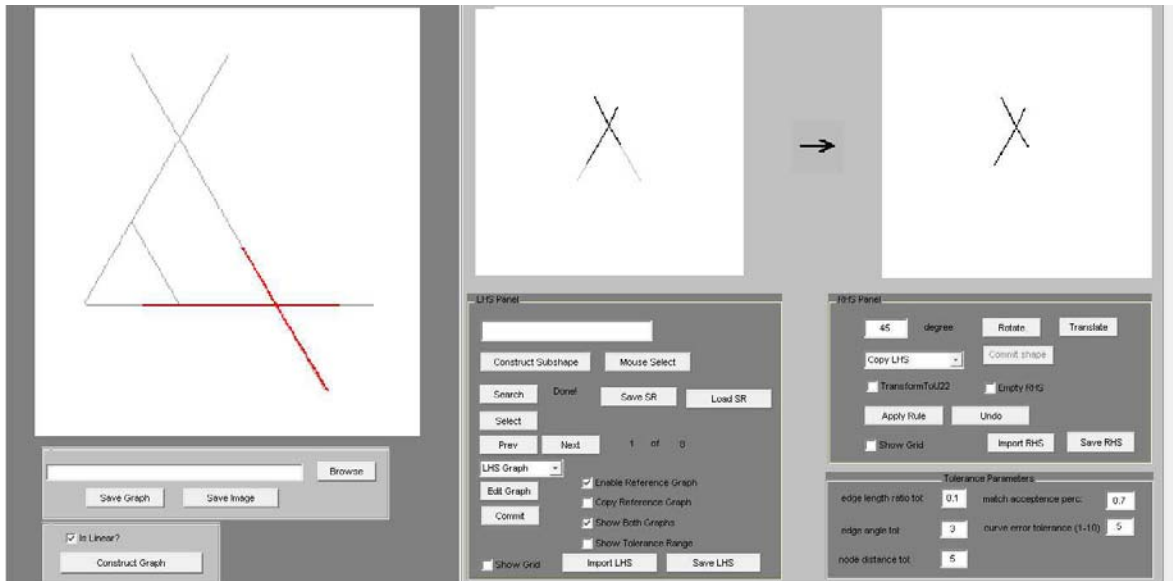 Browse
Save Graph Save Image
Is Linear?
Construct Graph
LHS Panel
Construct Subshape Mouse Select
Search Done! Save SR Load SR
Select
Prev Next 1 of 8
LHS Graph
Enable Reference Graph
Edit Graph
Copy Reference Graph
Commit
Show Both Graphs
Show Tolerance Range
Show Grid Import LHS Save LHS
RHS Panel
45 degree Rotate Translate
Copy LHS Commit shape
TransformToU22 Empty RHS
Apply Rule Undo
Show Grid Import RHS Save RHS
Tolerance Parameters
edge length ratio tol: 0.1 match acceptence perc: 0.7
edge angle tol: 3 curve error tolerance (1-10) 5
node distance tol: 5